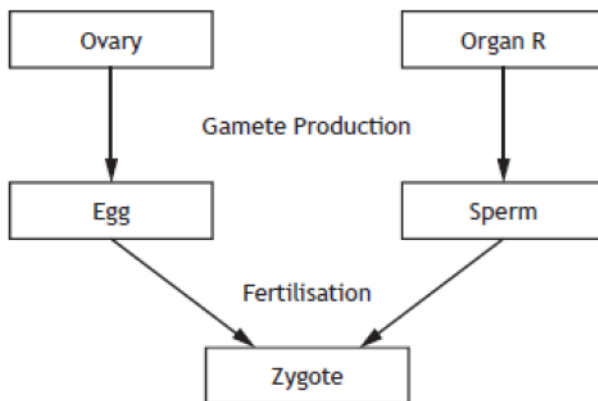 Ovary
Organ R
Gamete Production
Egg
Sperm
Fertilisation
Zygote